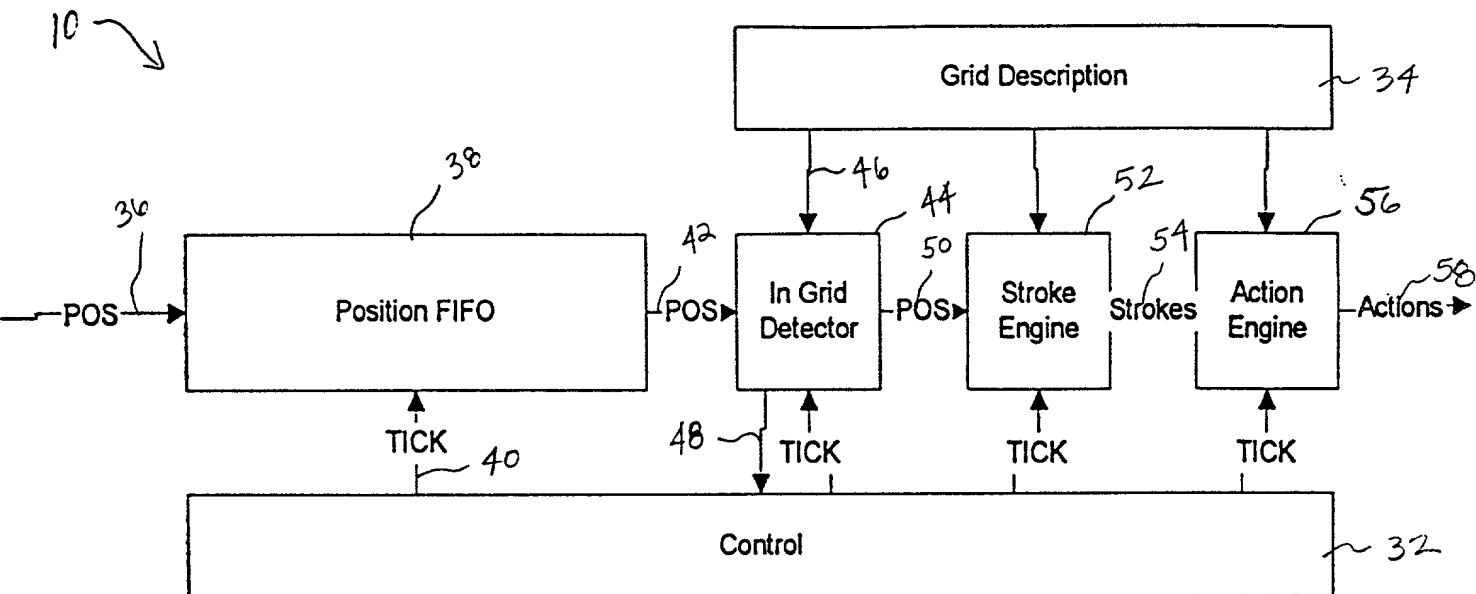 10
Grid Description
34
38
46
52
44
56
36
42
50
54
58
POS
Position FIFO
POS
In Grid
Detector
POS
Stroke
Engine
Strokes
Action
Engine
Actions
TICK
40
48
TICK
TICK
TICK
Control
32